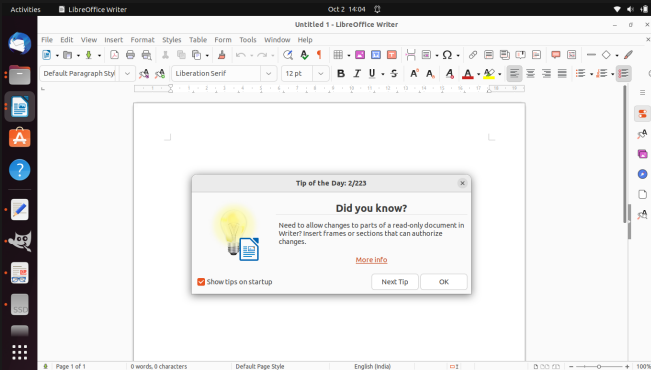 Activities LibreOffice Writer Oct 2 14:04
Untitled 1 - LibreOffice Writer
File Edit View Insert Format Styles Table Form Tools Window Help
Default Paragraph Styl Liberation Serif 12 pt
Tip of the Day: 2/223
Did you know?
Need to allow changes to parts of a read-only document in
Writer? Insert frames or sections that can authorize
changes.
More info
Show tips on startup Next Tip OK
SSD
Page 1 of 1 0 words, 0 characters Default Page Style English (India) 100%